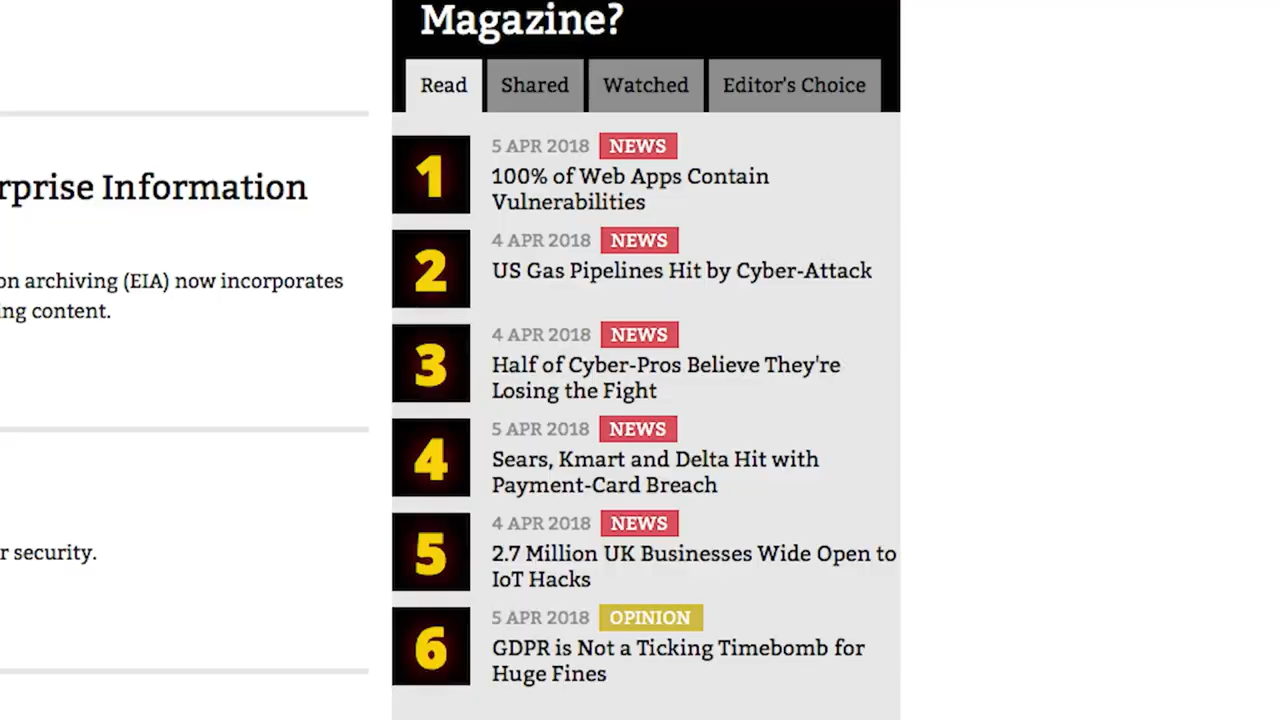 Magazine?
Read Shared Watched Editor's Choice
rprise Information
on archiving (EIA) now incorporates
ing content.
r security.
1
5 APR 2018 NEWS
100% of Web Apps Contain
Vulnerabilities
2
4 APR 2018 NEWS
US Gas Pipelines Hit by Cyber-Attack
3
4 APR 2018 NEWS
Half of Cyber-Pros Believe They're
Losing the Fight
4
5 APR 2018 NEWS
Sears, Kmart and Delta Hit with
Payment-Card Breach
5
4 APR 2018 NEWS
2.7 Million UK Businesses Wide Open to
IoT Hacks
6
5 APR 2018 OPINION
GDPR is Not a Ticking Timebomb for
Huge Fines